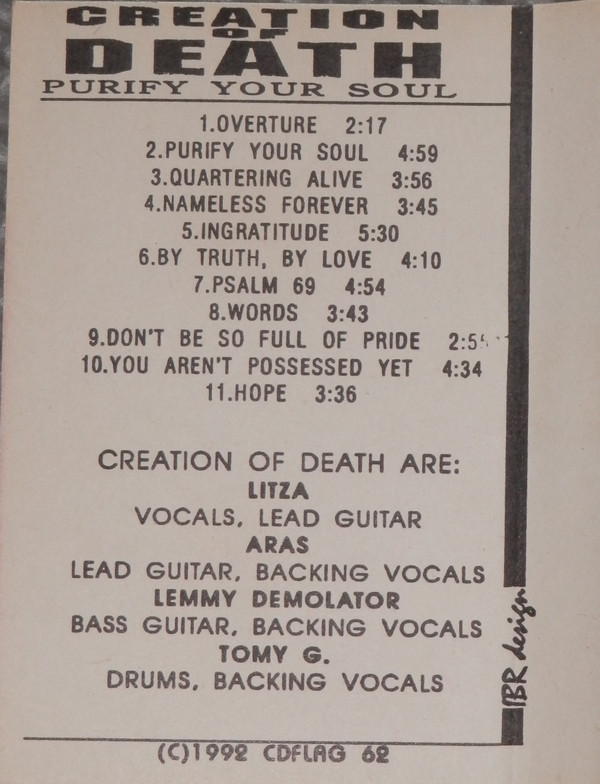 CREATION
OF
DEATH
PURIFY YOUR SOUL
1.OVERTURE 2:17
2.PURIFY YOUR SOUL 4:59
3.QUARTERING ALIVE 3:56
4.NAMELESS FOREVER 3:45
5.INGRATITUDE 5:30
6.BY TRUTH, BY LOVE 4:10
7.PSALM 69 4:54
8.WORDS 3:43
9.DON'T BE SO FULL OF PRIDE
10.YOU AREN'T POSSESSED YET 4:34
11.HOPE 3:36
CREATION OF DEATH ARE:
LITZA
VOCALS, LEAD GUITAR
ARAS
LEAD GUITAR, BACKING VOCALS
LEMMY DEMOLATOR
BASS GUITAR, BACKING VOCALS
TOMY G.
DRUMS, BACKING VOCALS
(C)1992 CDFLAG 62
BR design